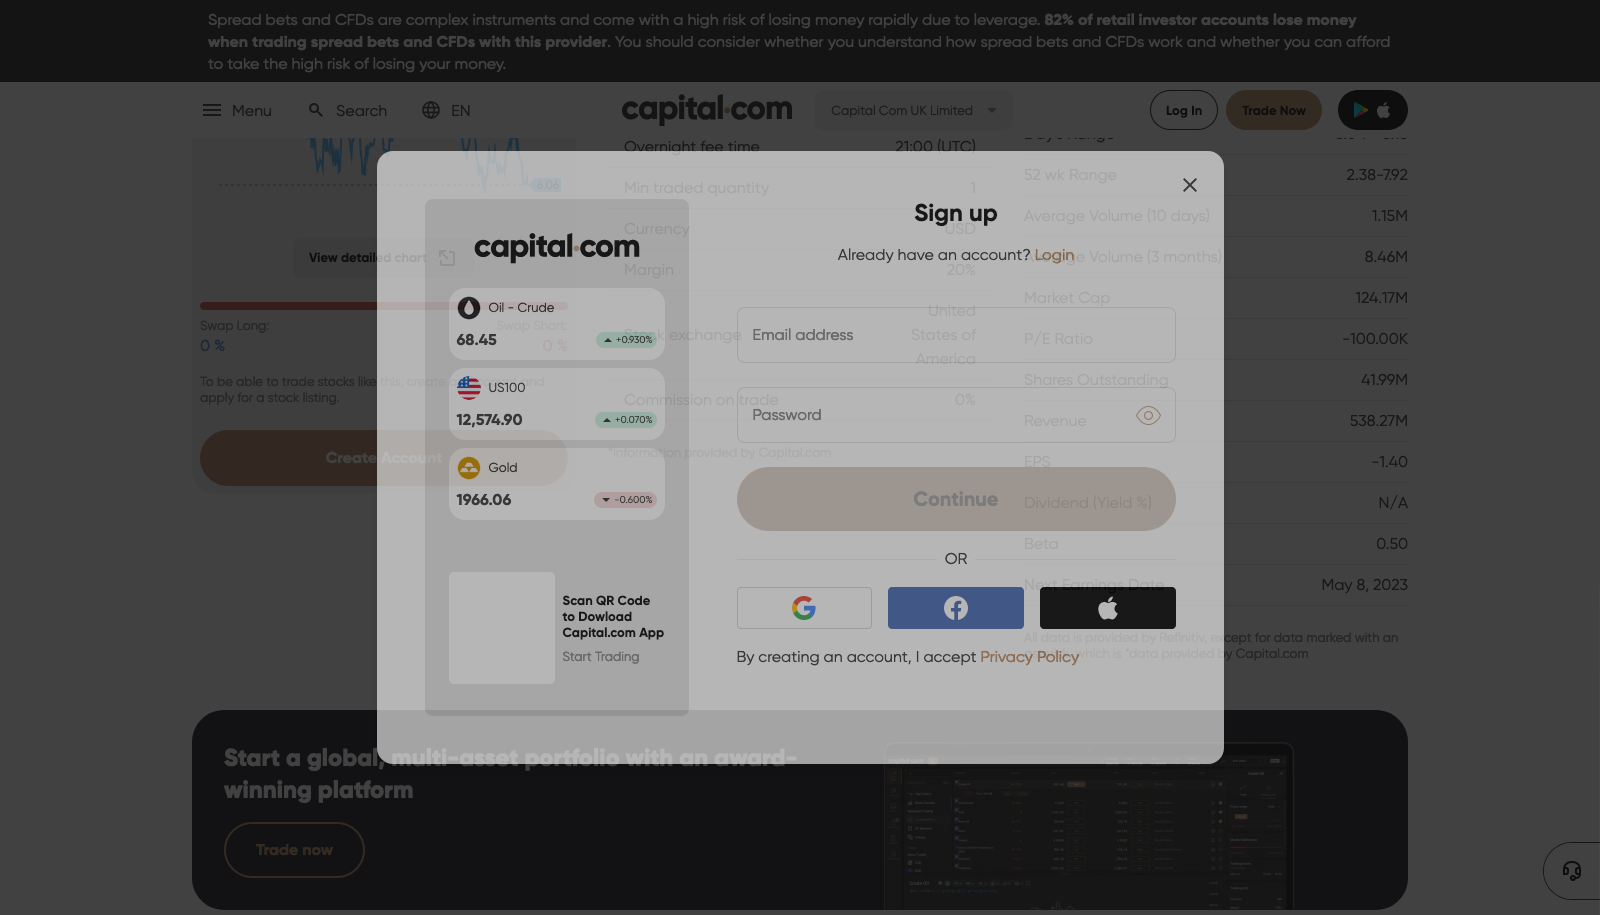 Spread bets and CFDs are complex instruments and come with a high risk of losing money rapidly due to leverage. 82% of retail investor accounts lose money
when trading spread bets and CFDs with this provider. You should consider whether you understand how spread bets and CFDs work and whether you can afford
to take the high risk of losing your money.
Menu
Search
EN
capital.com
Capital Com UK Limited
Log In
Trade Now
6.06
View detailed chart
Swap Long:
0 %
Swap Short:
0 %
To be able to trade stocks like this, create
apply for a stock listing.
Create Account
Overnight fee time 21:00 (UTC)
Min traded quantity 1
Currency USD
Margin 20%
Stock exchange United
States of
America
Commission on trade 0%
*Information provided by Capital.com
52 wk Range 2.38-7.92
Average Volume (10 days) 1.15M
Average Volume (3 months) 8.46M
Market Cap 124.17M
P/E Ratio -100.00K
Shares Outstanding 41.99M
Revenue 538.27M
EPS -1.40
Dividend (Yield %) N/A
Beta 0.50
Next Earnings Date May 8, 2023
All data is provided by Refinitiv, except for data marked with an
which is "data provided by Capital.com
capital.com
Oil - Crude
68.45 +0.930%
US100
12,574.90 +0.070%
Gold
1966.06 -0.600%
Scan QR Code
to Dowload
Capital.com App
Start Trading
Sign up
Already have an account? Login
Email address
Password
Continue
OR
By creating an account, I accept Privacy Policy
Start a global, multi-asset portfolio with an award-
winning platform
Trade now